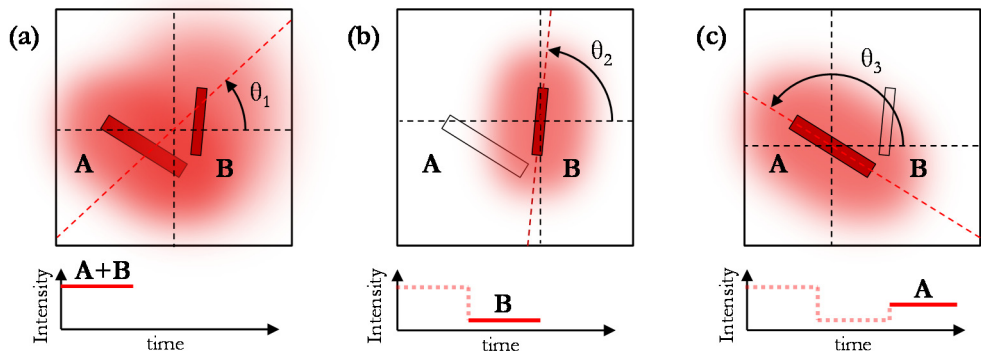 (a)
θ1
A
B
A+B
Intensity
time
(b)
θ2
A
B
B
Intensity
time
(c)
θ3
A
B
A
Intensity
time